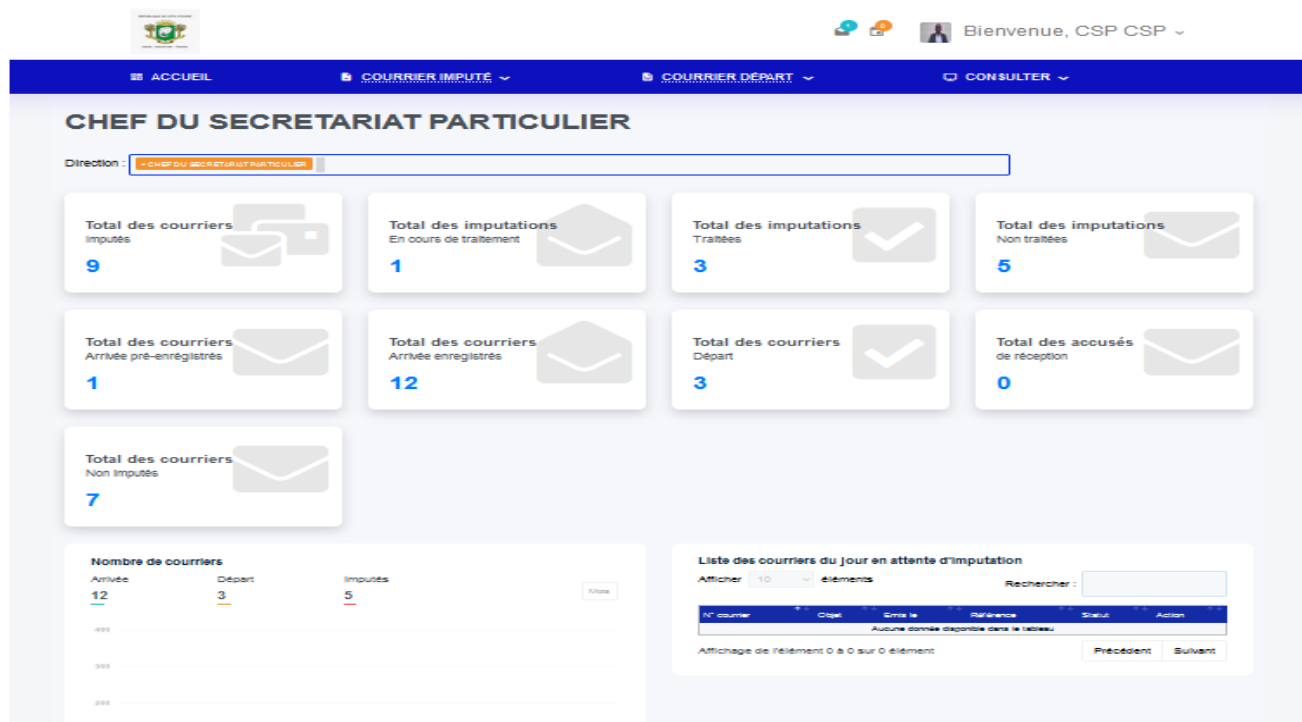 REPUBLIQUE DE CÔTE D'IVOIRE
1
0
Bienvenue, CSP CSP
ACCUEIL
COURRIER IMPUTÉ
COURRIER DÉPART
CONSULTER
CHEF DU SECRETARIAT PARTICULIER
Direction :
CHEF DU SECRETARIAT PARTICULIER
Total des courriers
Imputés
9
Total des imputations
En cours de traitement
1
Total des imputations
Traitées
3
Total des imputations
Non traitées
5
Total des courriers
Arrivée pré-enrégistrés
1
Total des courriers
Arrivée enregistrés
12
Total des courriers
Départ
3
Total des accusés
de réception
0
Total des courriers
Non Imputés
7
Nombre de courriers
Arrivée
Départ
Imputés
12
3
5
Mois
400
300
200
Liste des courriers du jour en attente d'imputation
Afficher 10 éléments
Rechercher :
N° courrier
Objet
Emis le
Référence
Statut
Action
Aucune donnée disponible dans le tableau
Affichage de l'élément 0 à 0 sur 0 élément
Précédent
Suivant